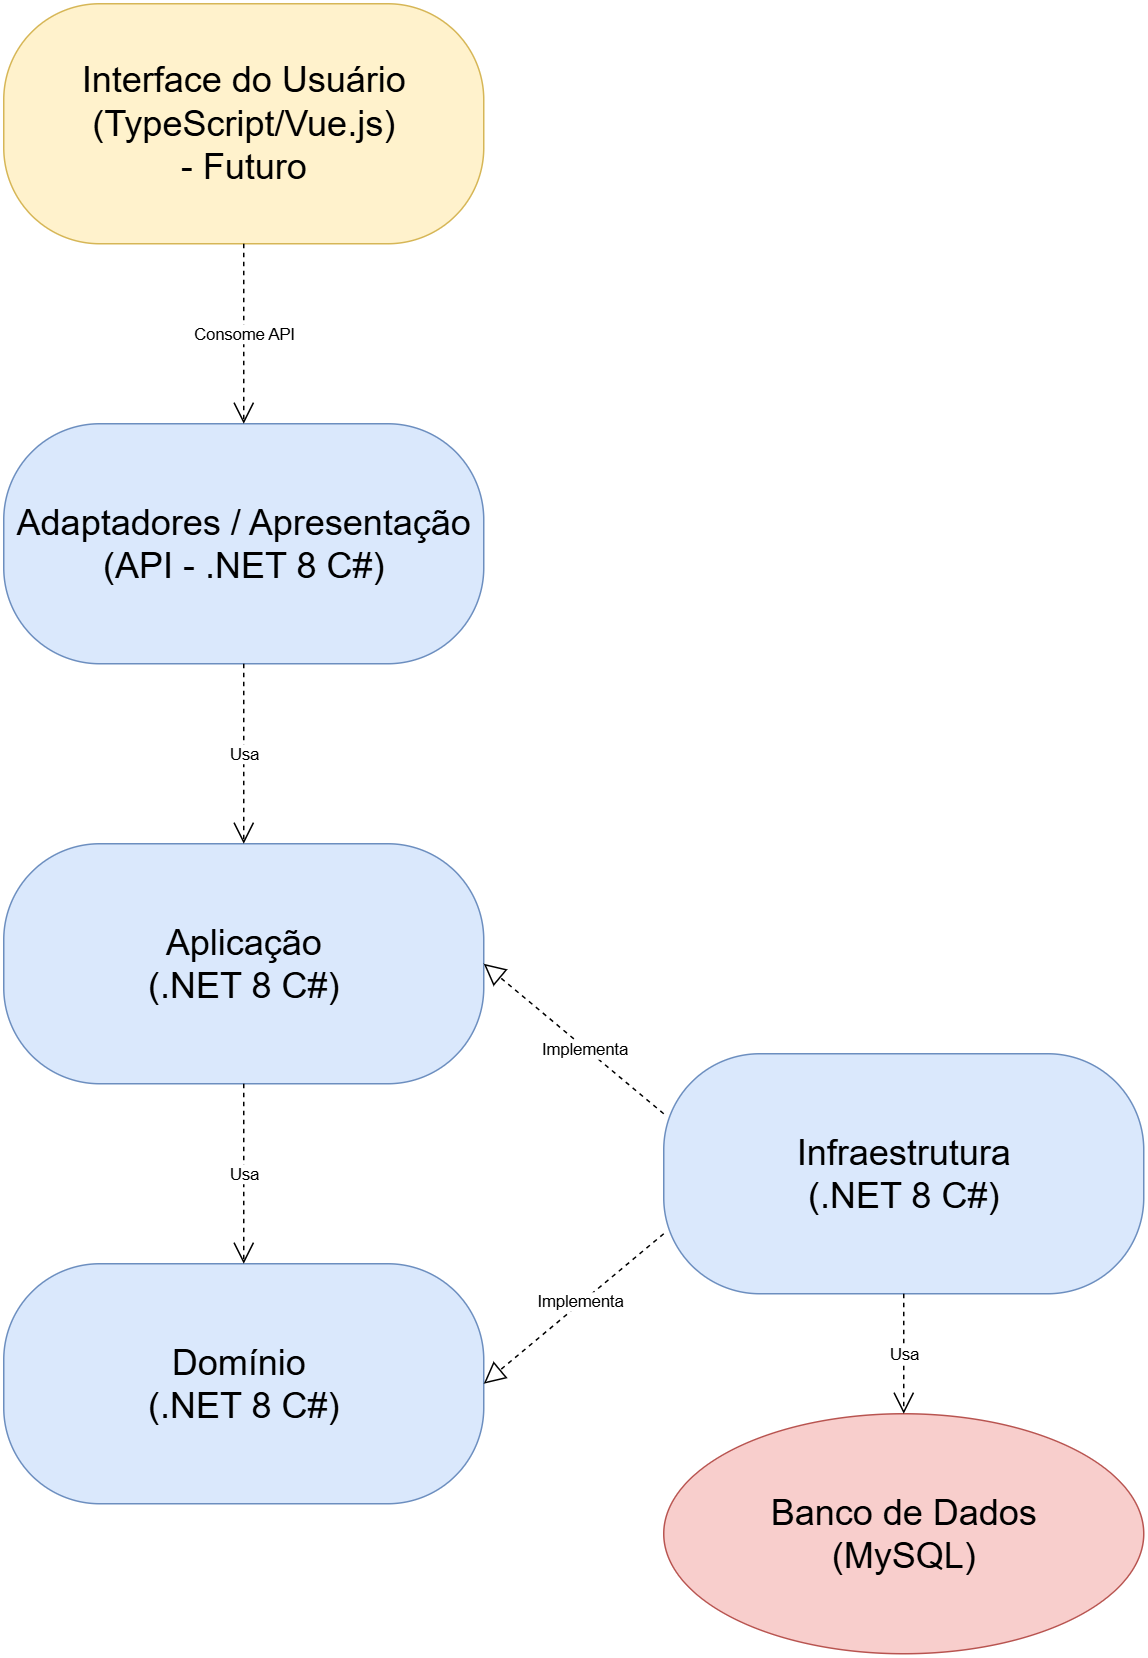 Interface do Usuário
(TypeScript/Vue.js)
- Futuro
Consome API
Adaptadores / Apresentação
(API - .NET 8 C#)
Usa
Aplicação
(.NET 8 C#)
Implementa
Usa
Infraestrutura
(.NET 8 C#)
Implementa
Domínio
(.NET 8 C#)
Usa
Banco de Dados
(MySQL)